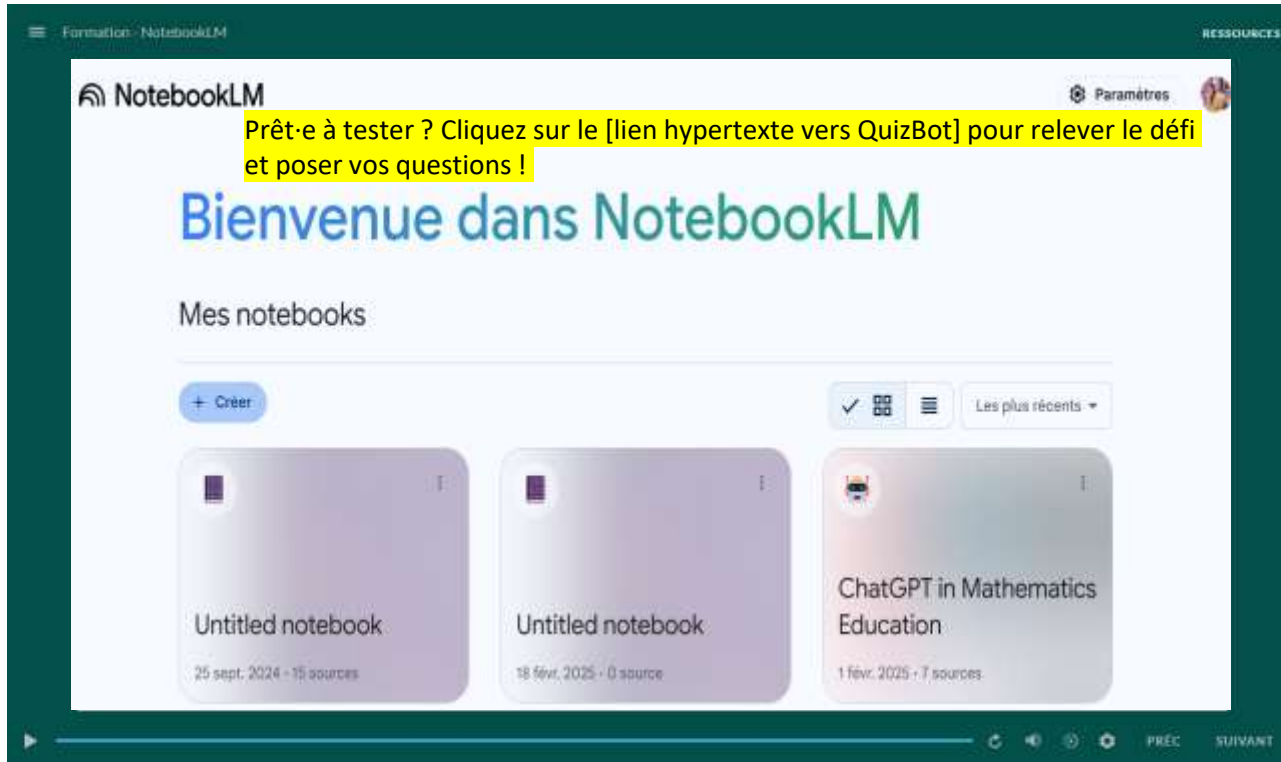 Formation - NotebookLM
RESSOURCES
NotebookLM
Paramètres
Prêt·e à tester ? Cliquez sur le [lien hypertexte vers QuizBot] pour relever le défi
et poser vos questions !
Bienvenue dans NotebookLM
Mes notebooks
+ Créer
Les plus récents
Untitled notebook
25 sept. 2024 - 15 sources
Untitled notebook
18 févr. 2025 - 0 source
ChatGPT in Mathematics
Education
1 févr. 2025 - 7 sources
PRÉC
SUIVANT